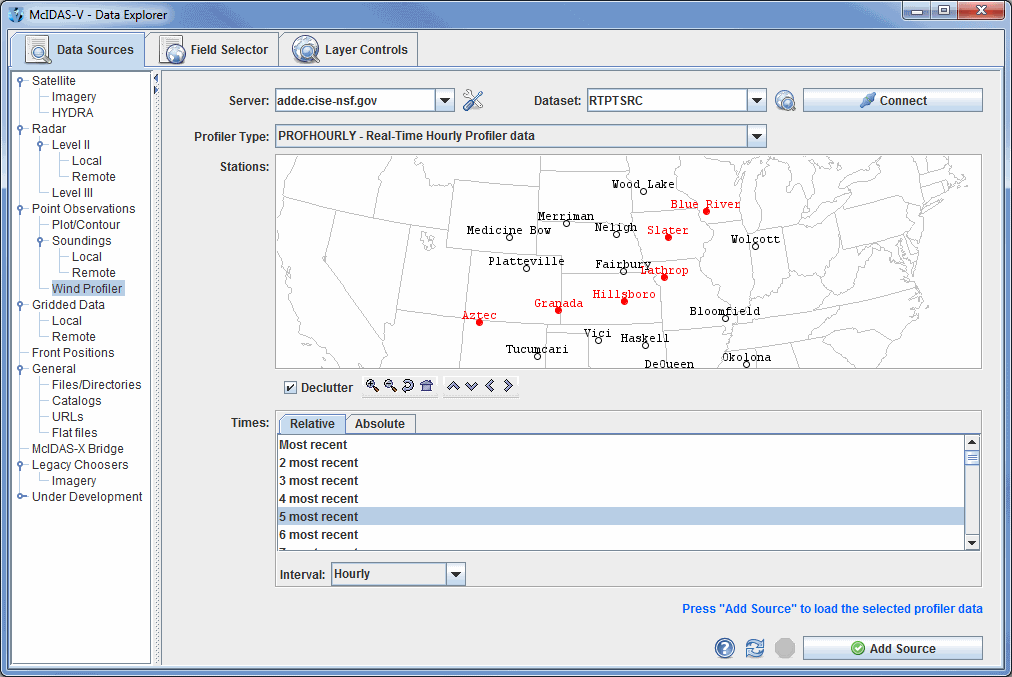 McIDAS-V - Data Explorer
Data Sources Field Selector Layer Controls
Satellite
Imagery
HYDRA
Radar
Level II
Local
Remote
Level III
Point Observations
Plot/Contour
Soundings
Local
Remote
Wind Profiler
Gridded Data
Local
Remote
Front Positions
General
Files/Directories
Catalogs
URLs
Flat files
McIDAS-X Bridge
Legacy Choosers
Imagery
Under Development
Server: adde.cise-nsf.gov Dataset: RTPTSRC Connect
Profiler Type: PROFHOURLY - Real-Time Hourly Profiler data
Stations:
Wood Lake
Blue River
Merriman
Medicine Bow Neligh Slater
Wolcott
Platteville Fairbury
Lathrop
Hillsboro
Granada
Aztec Bloomfield
Vici Haskell
Tucumcari
Okolona
DeQueen
Declutter
Times: Relative Absolute
Most recent
2 most recent
3 most recent
4 most recent
5 most recent
6 most recent
Interval: Hourly
Press "Add Source" to load the selected profiler data
Add Source